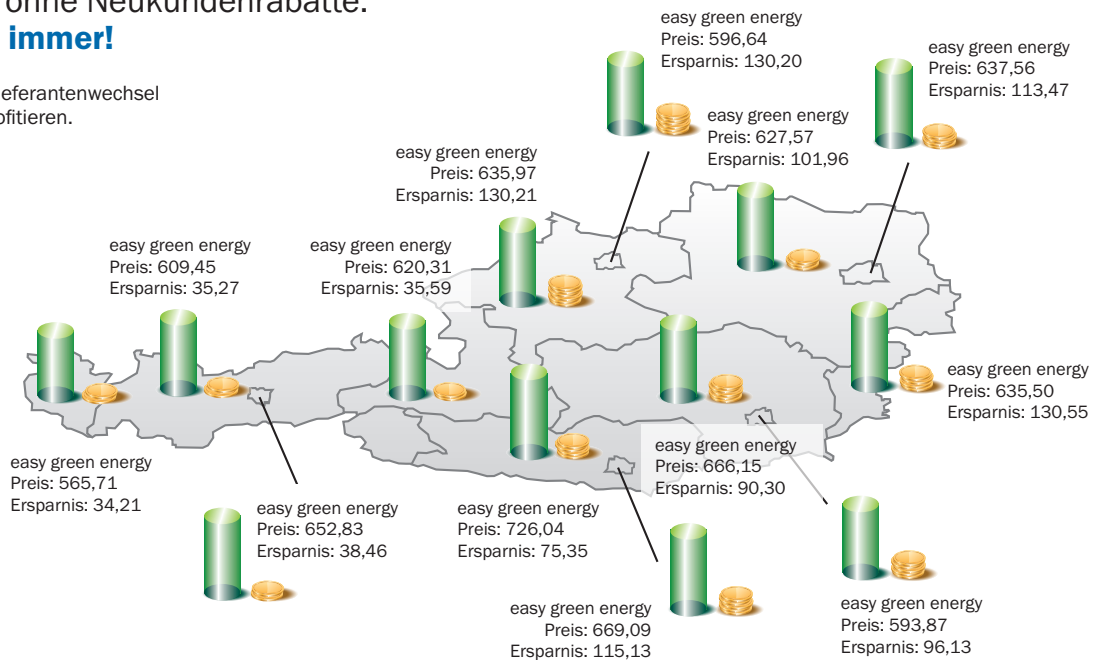 ohne Neukundenrabatte.
immer!
eferantenwechsel
ofitieren.
easy green energy
Preis: 596,64
Ersparnis: 130,20
easy green energy
Preis: 637,56
Ersparnis: 113,47
easy green energy
Preis: 627,57
Ersparnis: 101,96
easy green energy
Preis: 635,97
Ersparnis: 130,21
easy green energy
Preis: 609,45
Ersparnis: 35,27
easy green energy
Preis: 620,31
Ersparnis: 35,59
easy green energy
Preis: 635,50
Ersparnis: 130,55
easy green energy
Preis: 565,71
Ersparnis: 34,21
easy green energy
Preis: 666,15
Ersparnis: 90,30
easy green energy
Preis: 652,83
Ersparnis: 38,46
easy green energy
Preis: 726,04
Ersparnis: 75,35
easy green energy
Preis: 669,09
Ersparnis: 115,13
easy green energy
Preis: 593,87
Ersparnis: 96,13